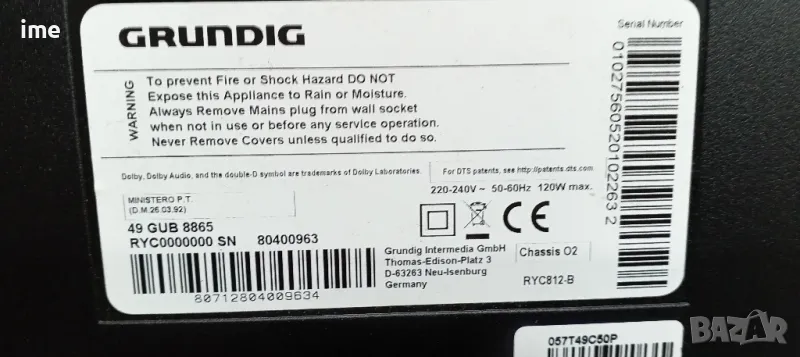 ime
GRUNDIG
Serial Number
WARNING
To prevent Fire or Shock Hazard DO NOT
Expose this Appliance to Rain or Moisture.
Always Remove Mains plug from wall socket
when not in use or before any service operation.
Never Remove Covers unless qualified to do so.
Dolby, Dolby Audio, and the double-D symbol are trademarks of Dolby Laboratories.
For DTS patents, see http://patents.dts.com.
220-240V ~ 50-60Hz 120W max.
MINISTERO P.T.
(D.M.26.03.92)
49 GUB 8865
RYC0000000 SN 80400963
80712804009634
CE
Grundig Intermedia GmbH
Thomas-Edison-Platz 3
D-63263 Neu-Isenburg
Germany
Chassis O2
RYC812-B
010275605201022632
057T49C50P
BAZAR